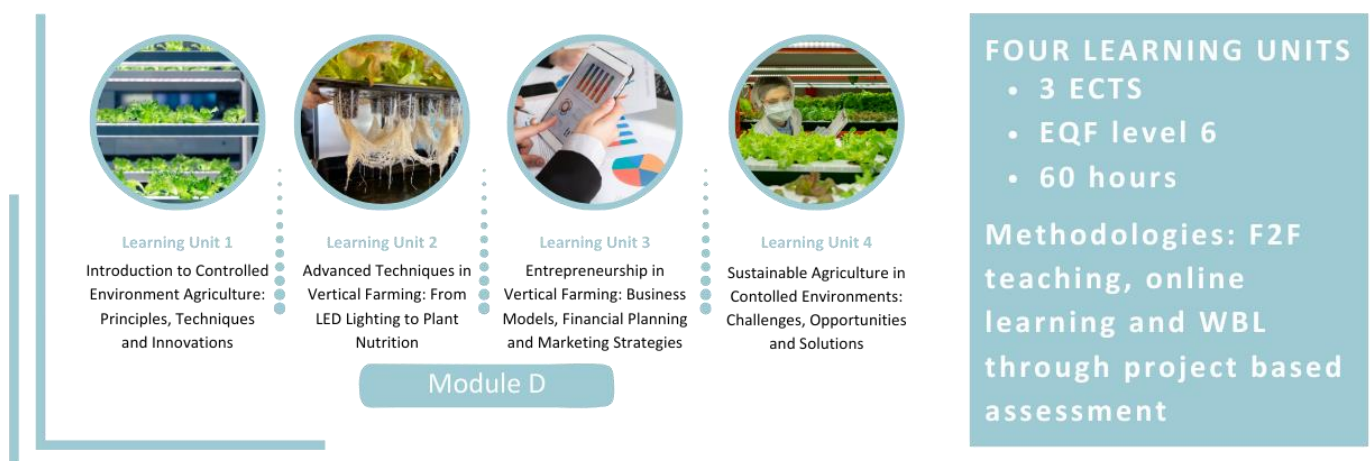 Learning Unit 1
Introduction to Controlled
Environment Agriculture:
Principles, Techniques
and Innovations
Learning Unit 2
Advanced Techniques in
Vertical Farming: From
LED Lighting to Plant
Nutrition
Learning Unit 3
Entrepreneurship in
Vertical Farming: Business
Models, Financial Planning
and Marketing Strategies
Learning Unit 4
Sustainable Agriculture in
Contolled Environments:
Challenges, Opportunities
and Solutions
Module D
FOUR LEARNING UNITS
• 3 ECTS
• EQF level 6
• 60 hours
Methodologies: F2F
teaching, online
learning and WBL
through project based
assessment